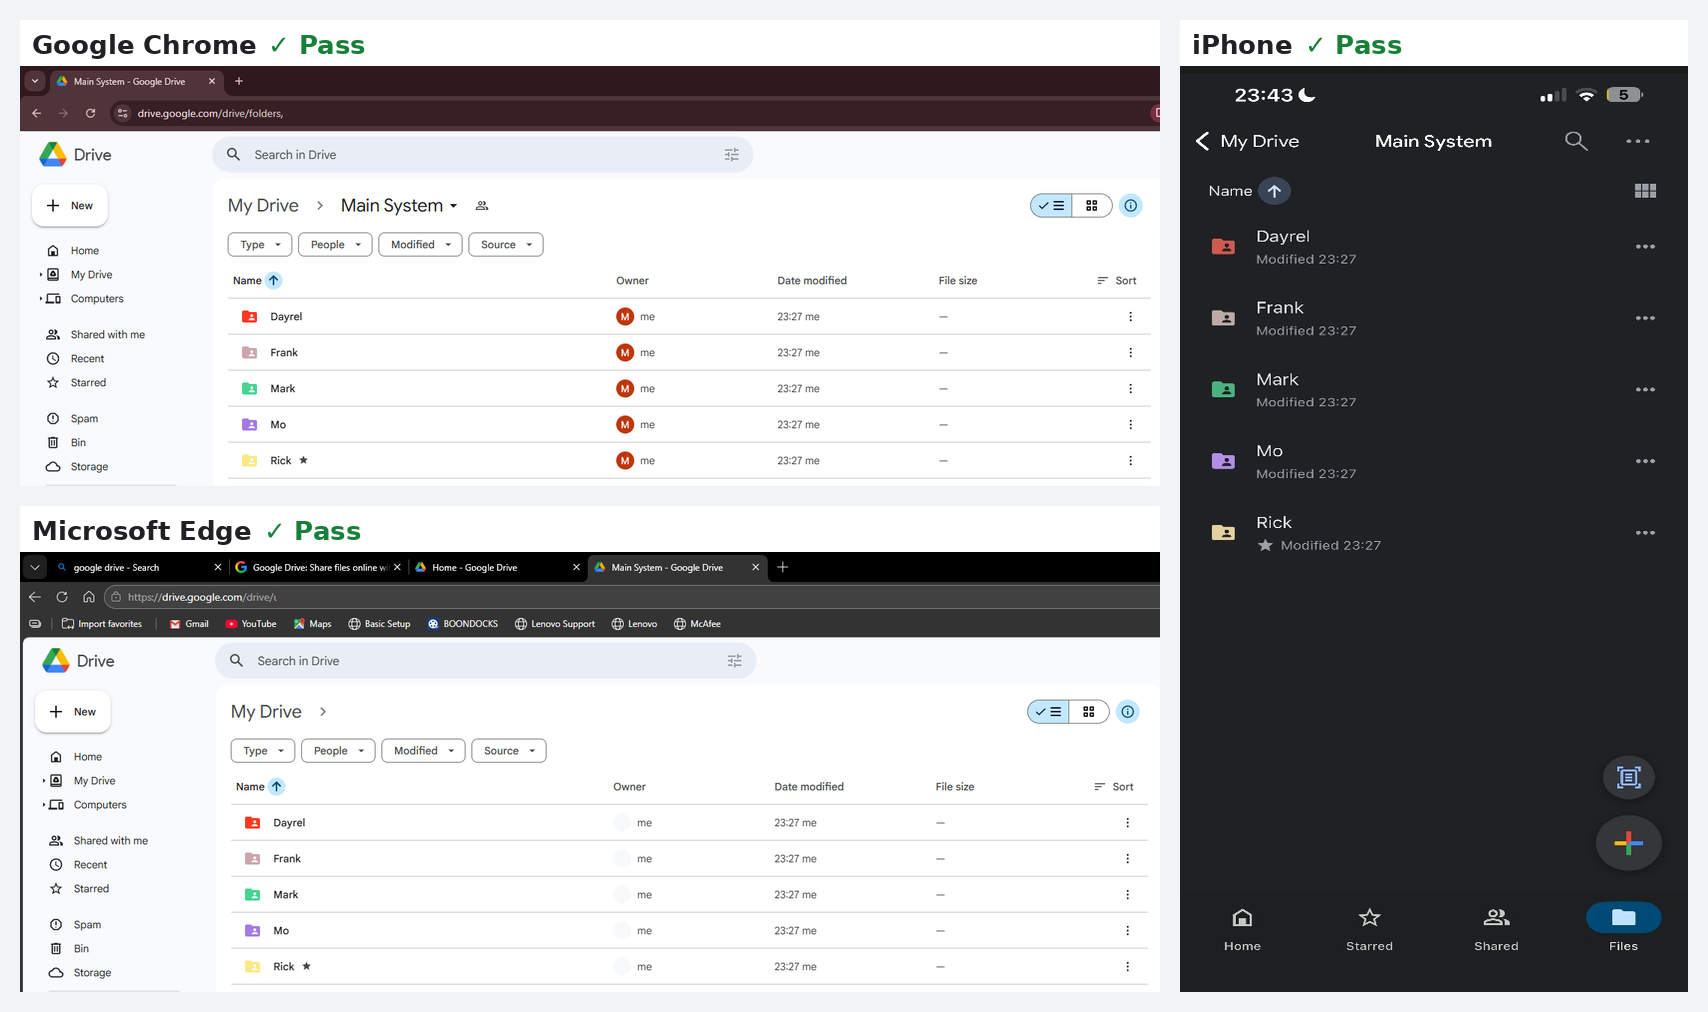 Google Chrome ✓ Pass
Main System - Google Drive
drive.google.com/drive/folders,
Drive
Search in Drive
New
My Drive
Main System
Type
People
Modified
Source
Home
My Drive
Computers
Shared with me
Recent
Starred
Spam
Bin
Storage
Name Owner Date modified File size Sort
Dayrel M me 23:27 me —
Frank M me 23:27 me —
Mark M me 23:27 me —
Mo M me 23:27 me —
Rick M me 23:27 me —
Microsoft Edge ✓ Pass
google drive - Search
Google Drive: Share files online wi
Home - Google Drive
Main System - Google Drive
https://drive.google.com/drive/u
Import favorites
Gmail
YouTube
Maps
Basic Setup
BOONDOCKS
Lenovo Support
Lenovo
McAfee
Drive
Search in Drive
New
My Drive
Type
People
Modified
Source
Home
My Drive
Computers
Shared with me
Recent
Starred
Spam
Bin
Storage
Name Owner Date modified File size Sort
Dayrel me 23:27 me —
Frank me 23:27 me —
Mark me 23:27 me —
Mo me 23:27 me —
Rick me 23:27 me —
iPhone ✓ Pass
23:43
5
My Drive
Main System
Name
Dayrel
Modified 23:27
Frank
Modified 23:27
Mark
Modified 23:27
Mo
Modified 23:27
Rick
Modified 23:27
Home
Starred
Shared
Files